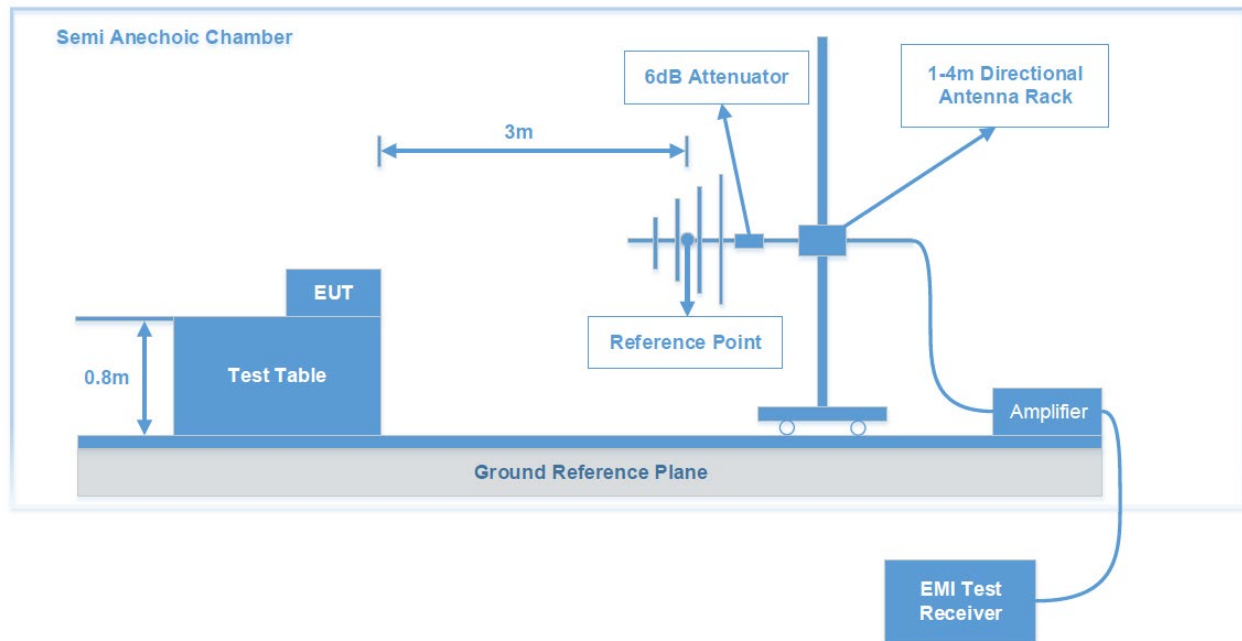 Semi Anechoic Chamber
6dB Attenuator
1-4m Directional
Antenna Rack
3m
EUT
Reference Point
0.8m
Test Table
Amplifier
Ground Reference Plane
EMI Test
Receiver